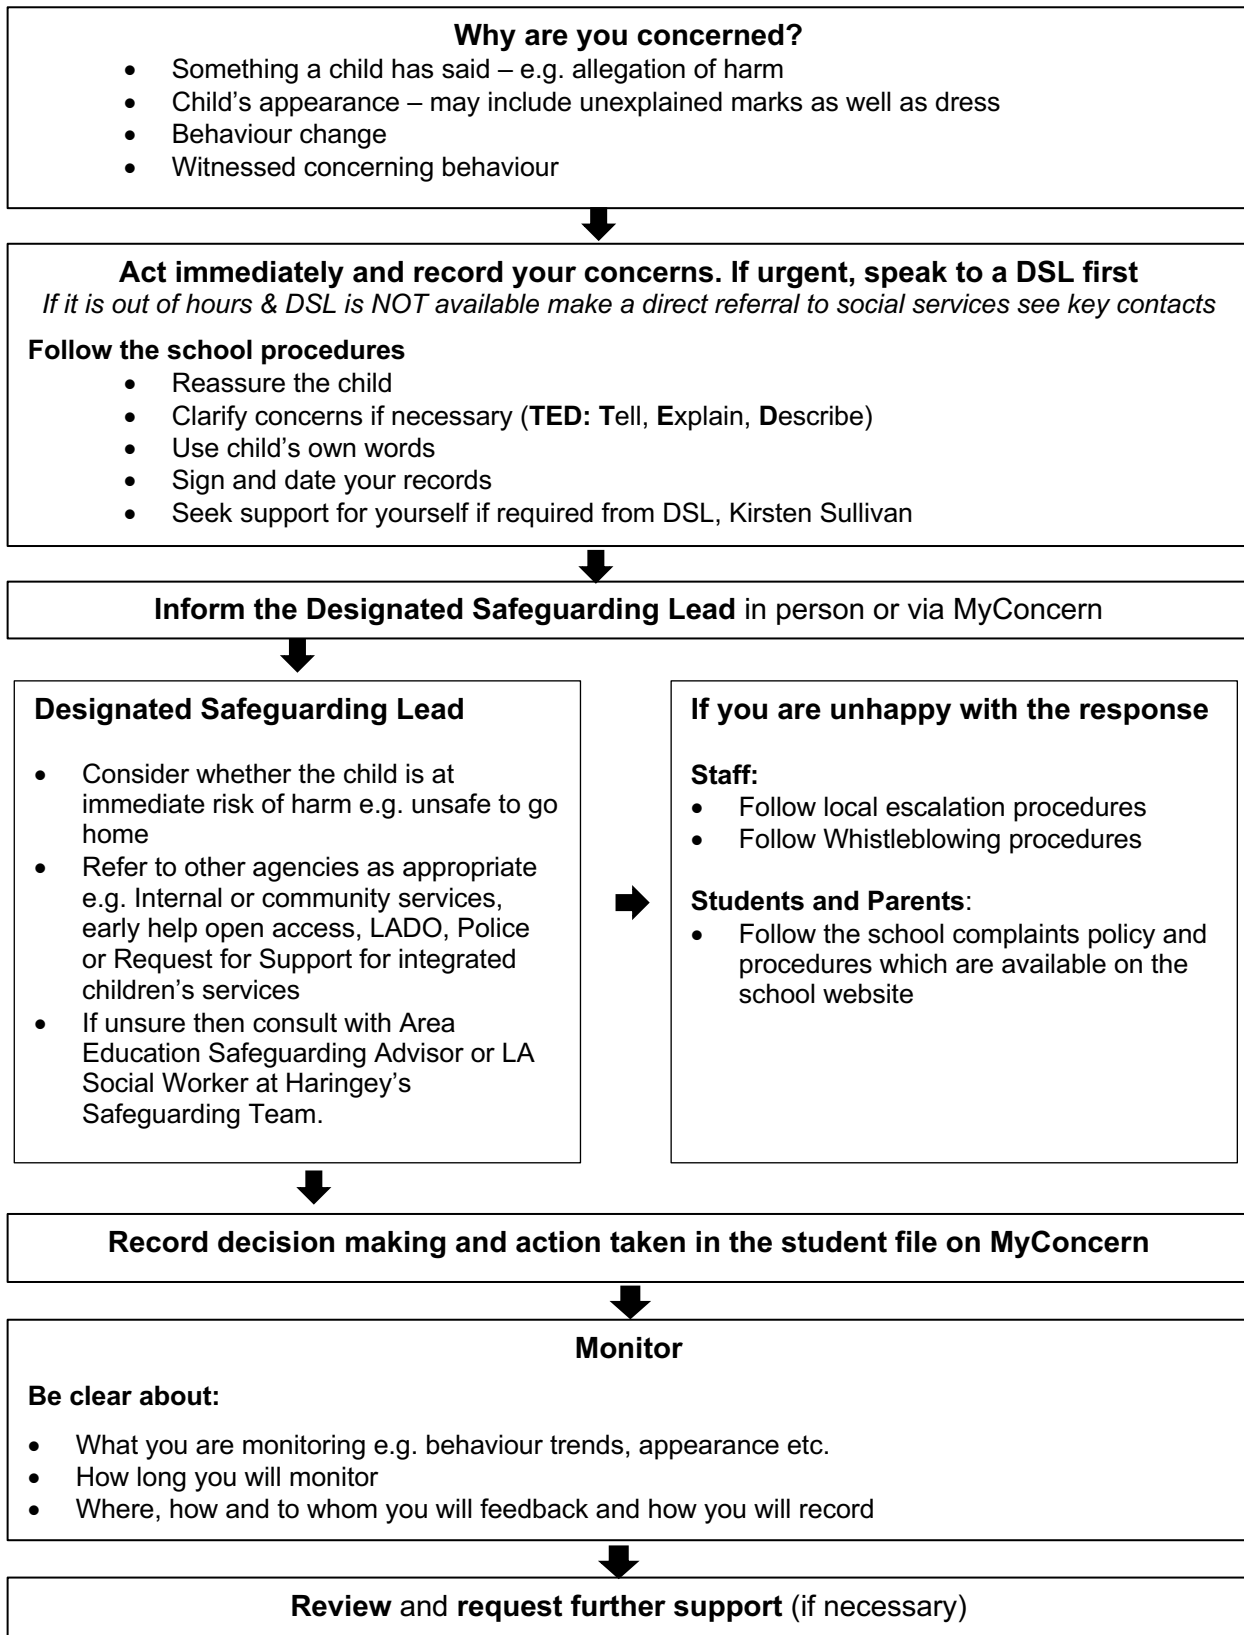 Why are you concerned?
• Something a child has said – e.g. allegation of harm
• Child's appearance – may include unexplained marks as well as dress
• Behaviour change
• Witnessed concerning behaviour
Act immediately and record your concerns. If urgent, speak to a DSL first
If it is out of hours & DSL is NOT available make a direct referral to social services see key contacts
Follow the school procedures
• Reassure the child
• Clarify concerns if necessary (TED: Tell, Explain, Describe)
• Use child's own words
• Sign and date your records
• Seek support for yourself if required from DSL, Kirsten Sullivan
Inform the Designated Safeguarding Lead in person or via MyConcern
Designated Safeguarding Lead
• Consider whether the child is at
immediate risk of harm e.g. unsafe to go
home
• Refer to other agencies as appropriate
e.g. Internal or community services,
early help open access, LADO, Police
or Request for Support for integrated
children's services
• If unsure then consult with Area
Education Safeguarding Advisor or LA
Social Worker at Haringey's
Safeguarding Team.
If you are unhappy with the response
Staff:
• Follow local escalation procedures
• Follow Whistleblowing procedures
Students and Parents:
• Follow the school complaints policy and
procedures which are available on the
school website
Record decision making and action taken in the student file on MyConcern
Monitor
Be clear about:
• What you are monitoring e.g. behaviour trends, appearance etc.
• How long you will monitor
• Where, how and to whom you will feedback and how you will record
Review and request further support (if necessary)